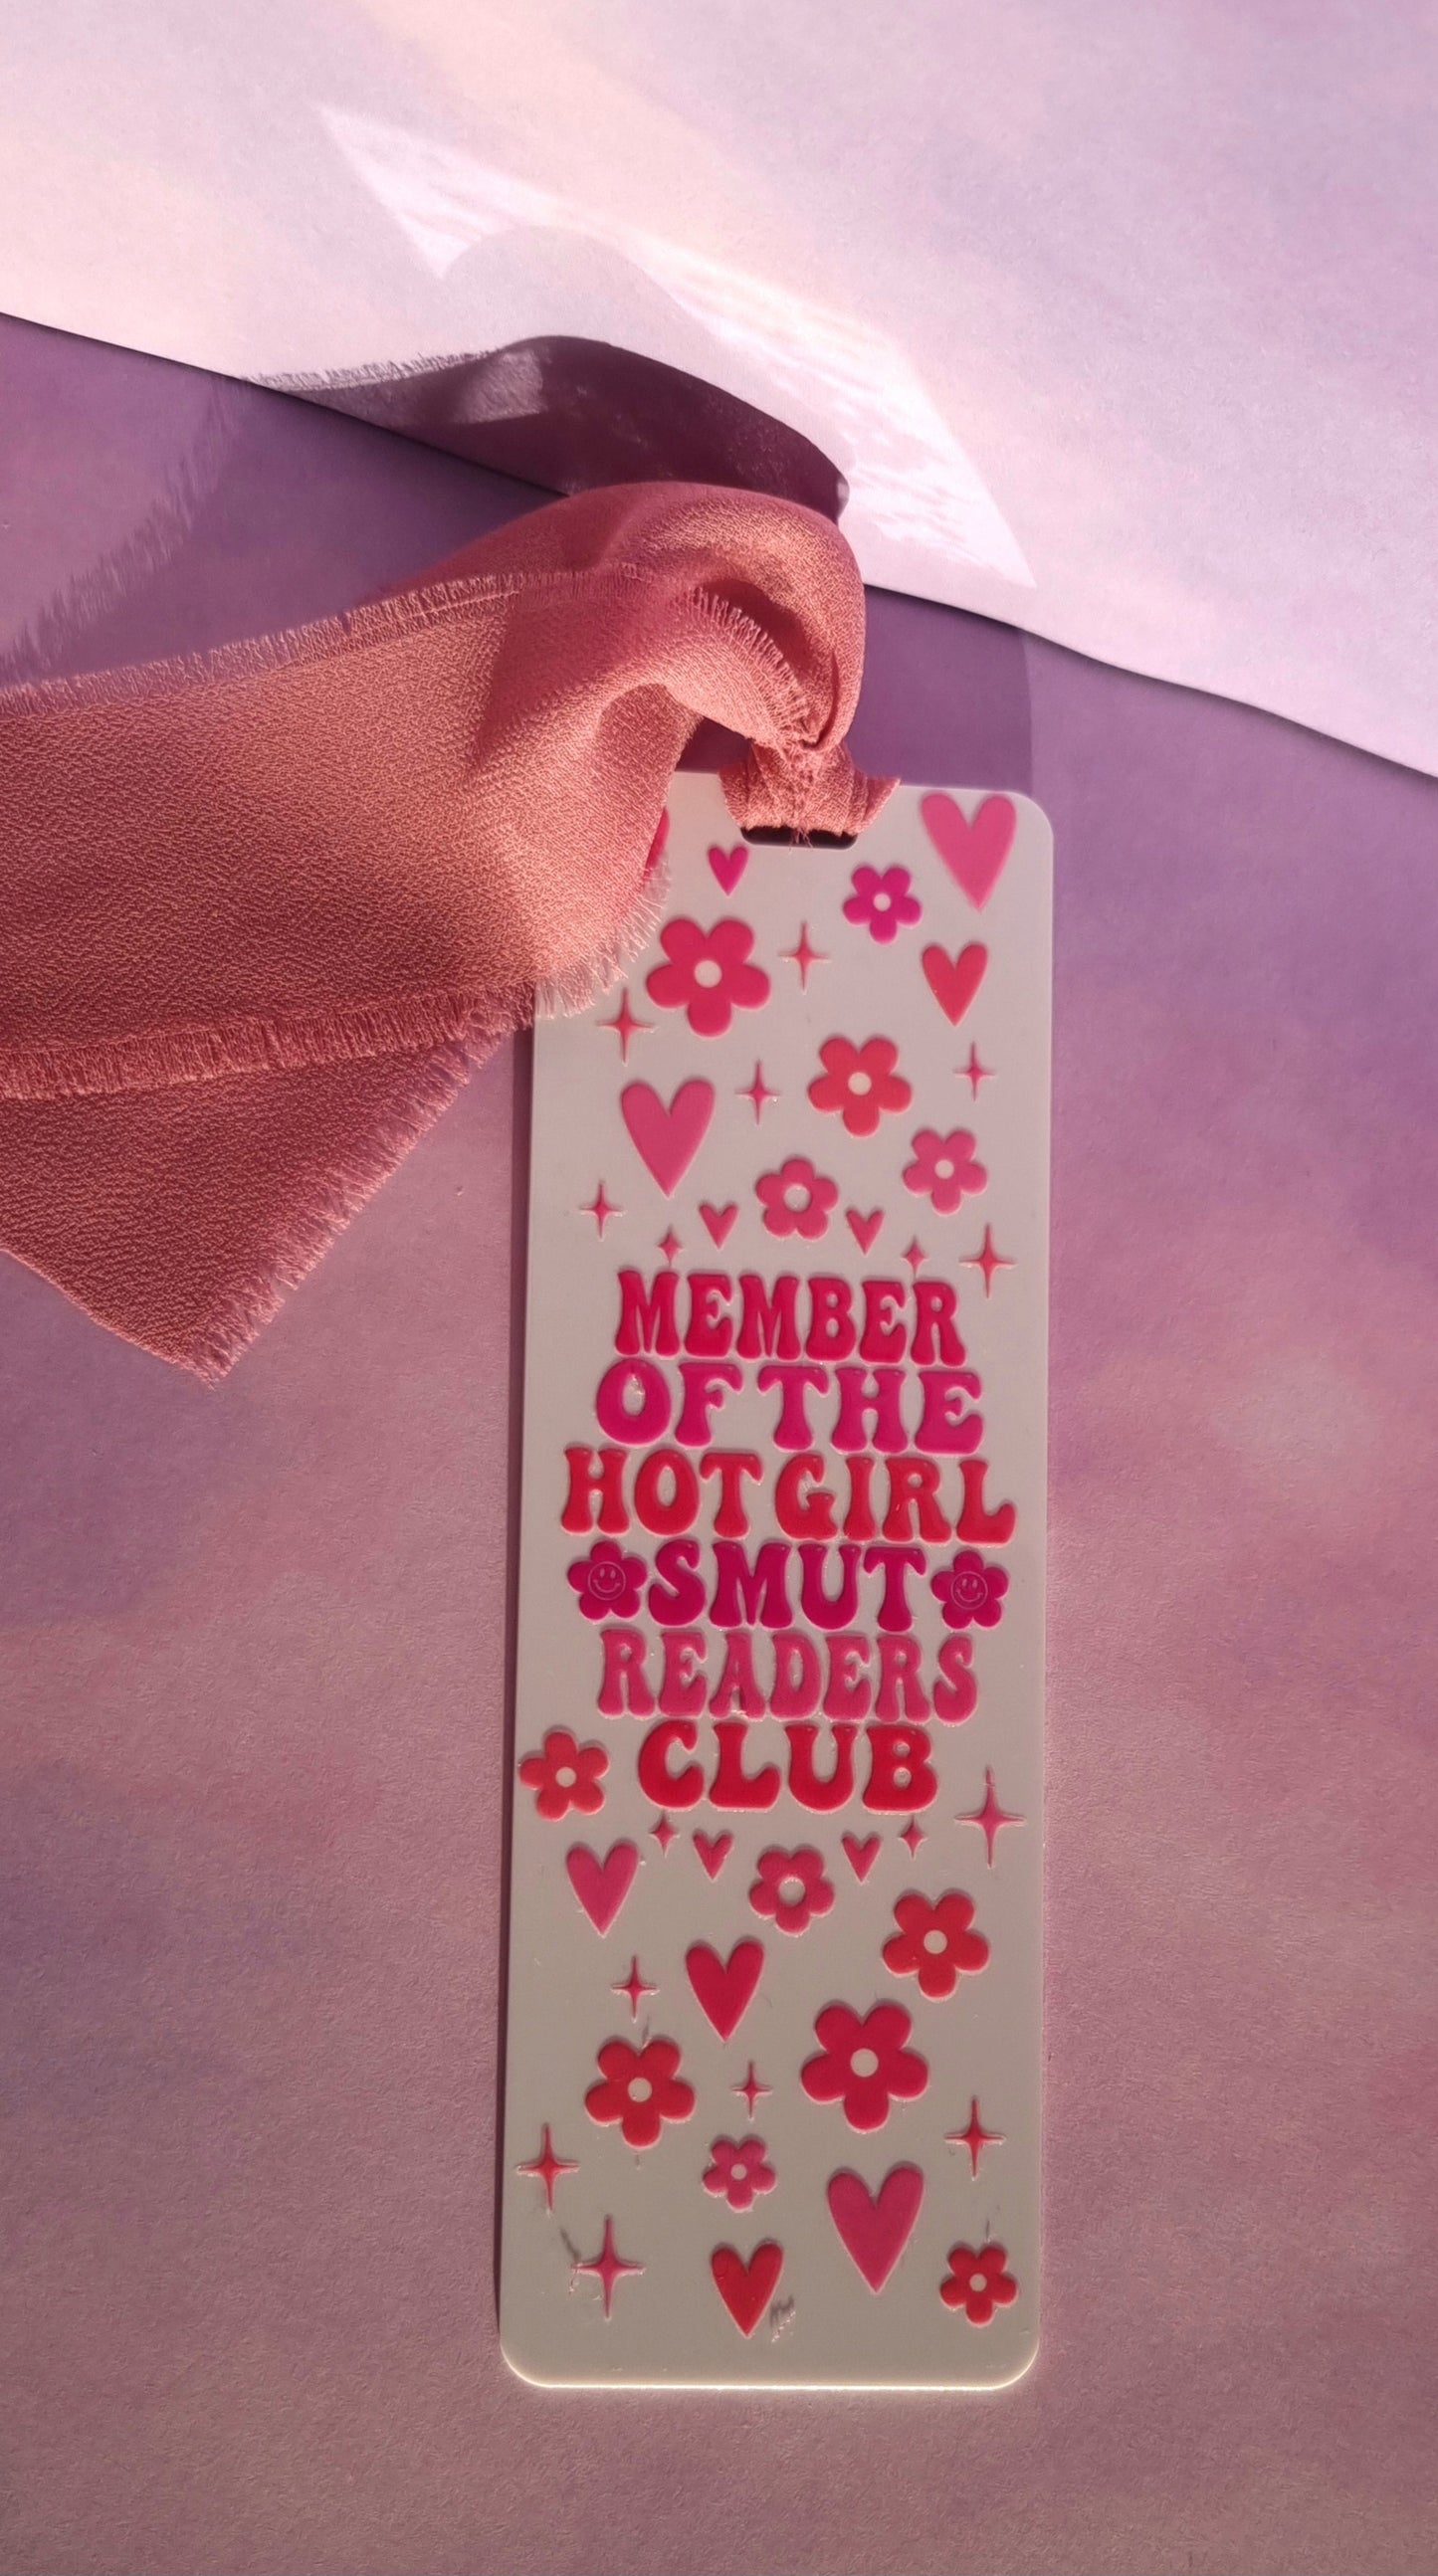 MEMBER
OF THE
HOT GIRL
SMUT
READERS
CLUB